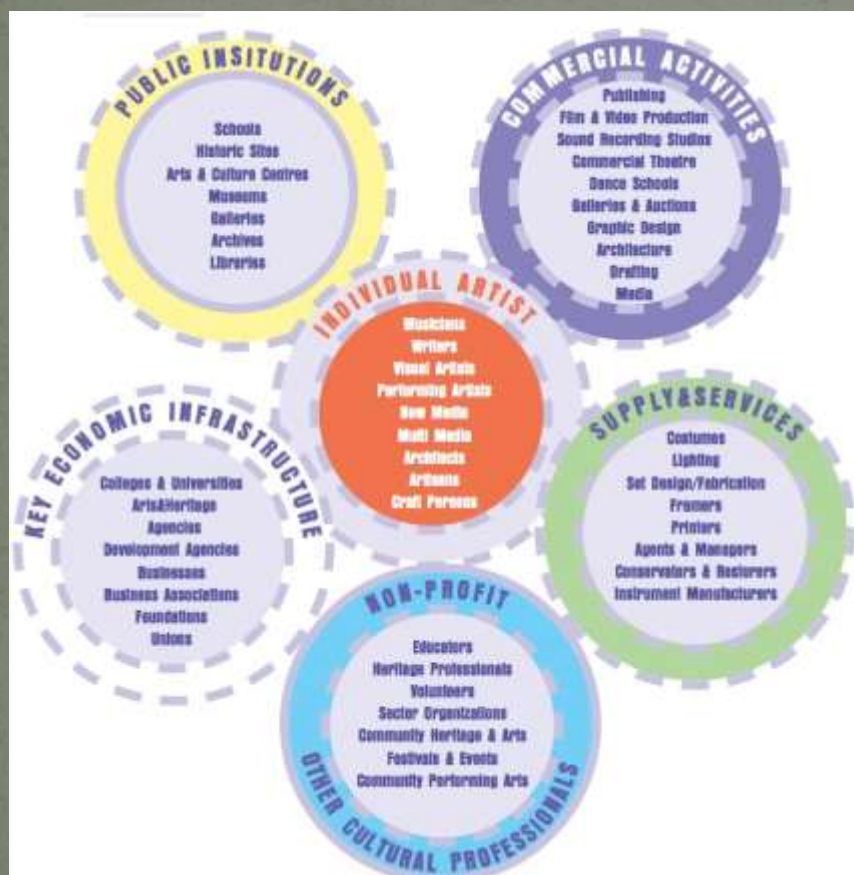 PUBLIC INSITUTIONS
Schools
Historic Sites
Arts & Culture Centres
Museums
Galleries
Archives
Libreries
COMMERCIAL ACTIVITIES
Publishing
Film & Video Production
Sound Recording Studios
Commercial Theatre
Dance Schools
Galleries & Auctions
Graphic Design
Architecture
Drafting
Media
INDIVIDUAL ARTIST
Musicians
Writers
Visual Artists
Performing Artists
New Media
Multi Media
Architects
Artisans
Craft Persons
KEY ECONOMIC INFRASTRUCTURE
Colleges & Universities
Arts&Heritage
Agencies
Development Agencies
Businesses
Business Associations
Foundations
Unions
SUPPLY&SERVICES
Costumes
Lighting
Set Design/Fabrication
Framers
Printers
Agents & Managers
Conservators & Restorers
Instrument Manufacturers
NON-PROFIT
Educators
Heritage Professionals
Volunteers
Sector Organizations
Community Heritage & Arts
Festivals & Events
Community Performing Arts
OTHER CULTURAL PROFESSIONALS